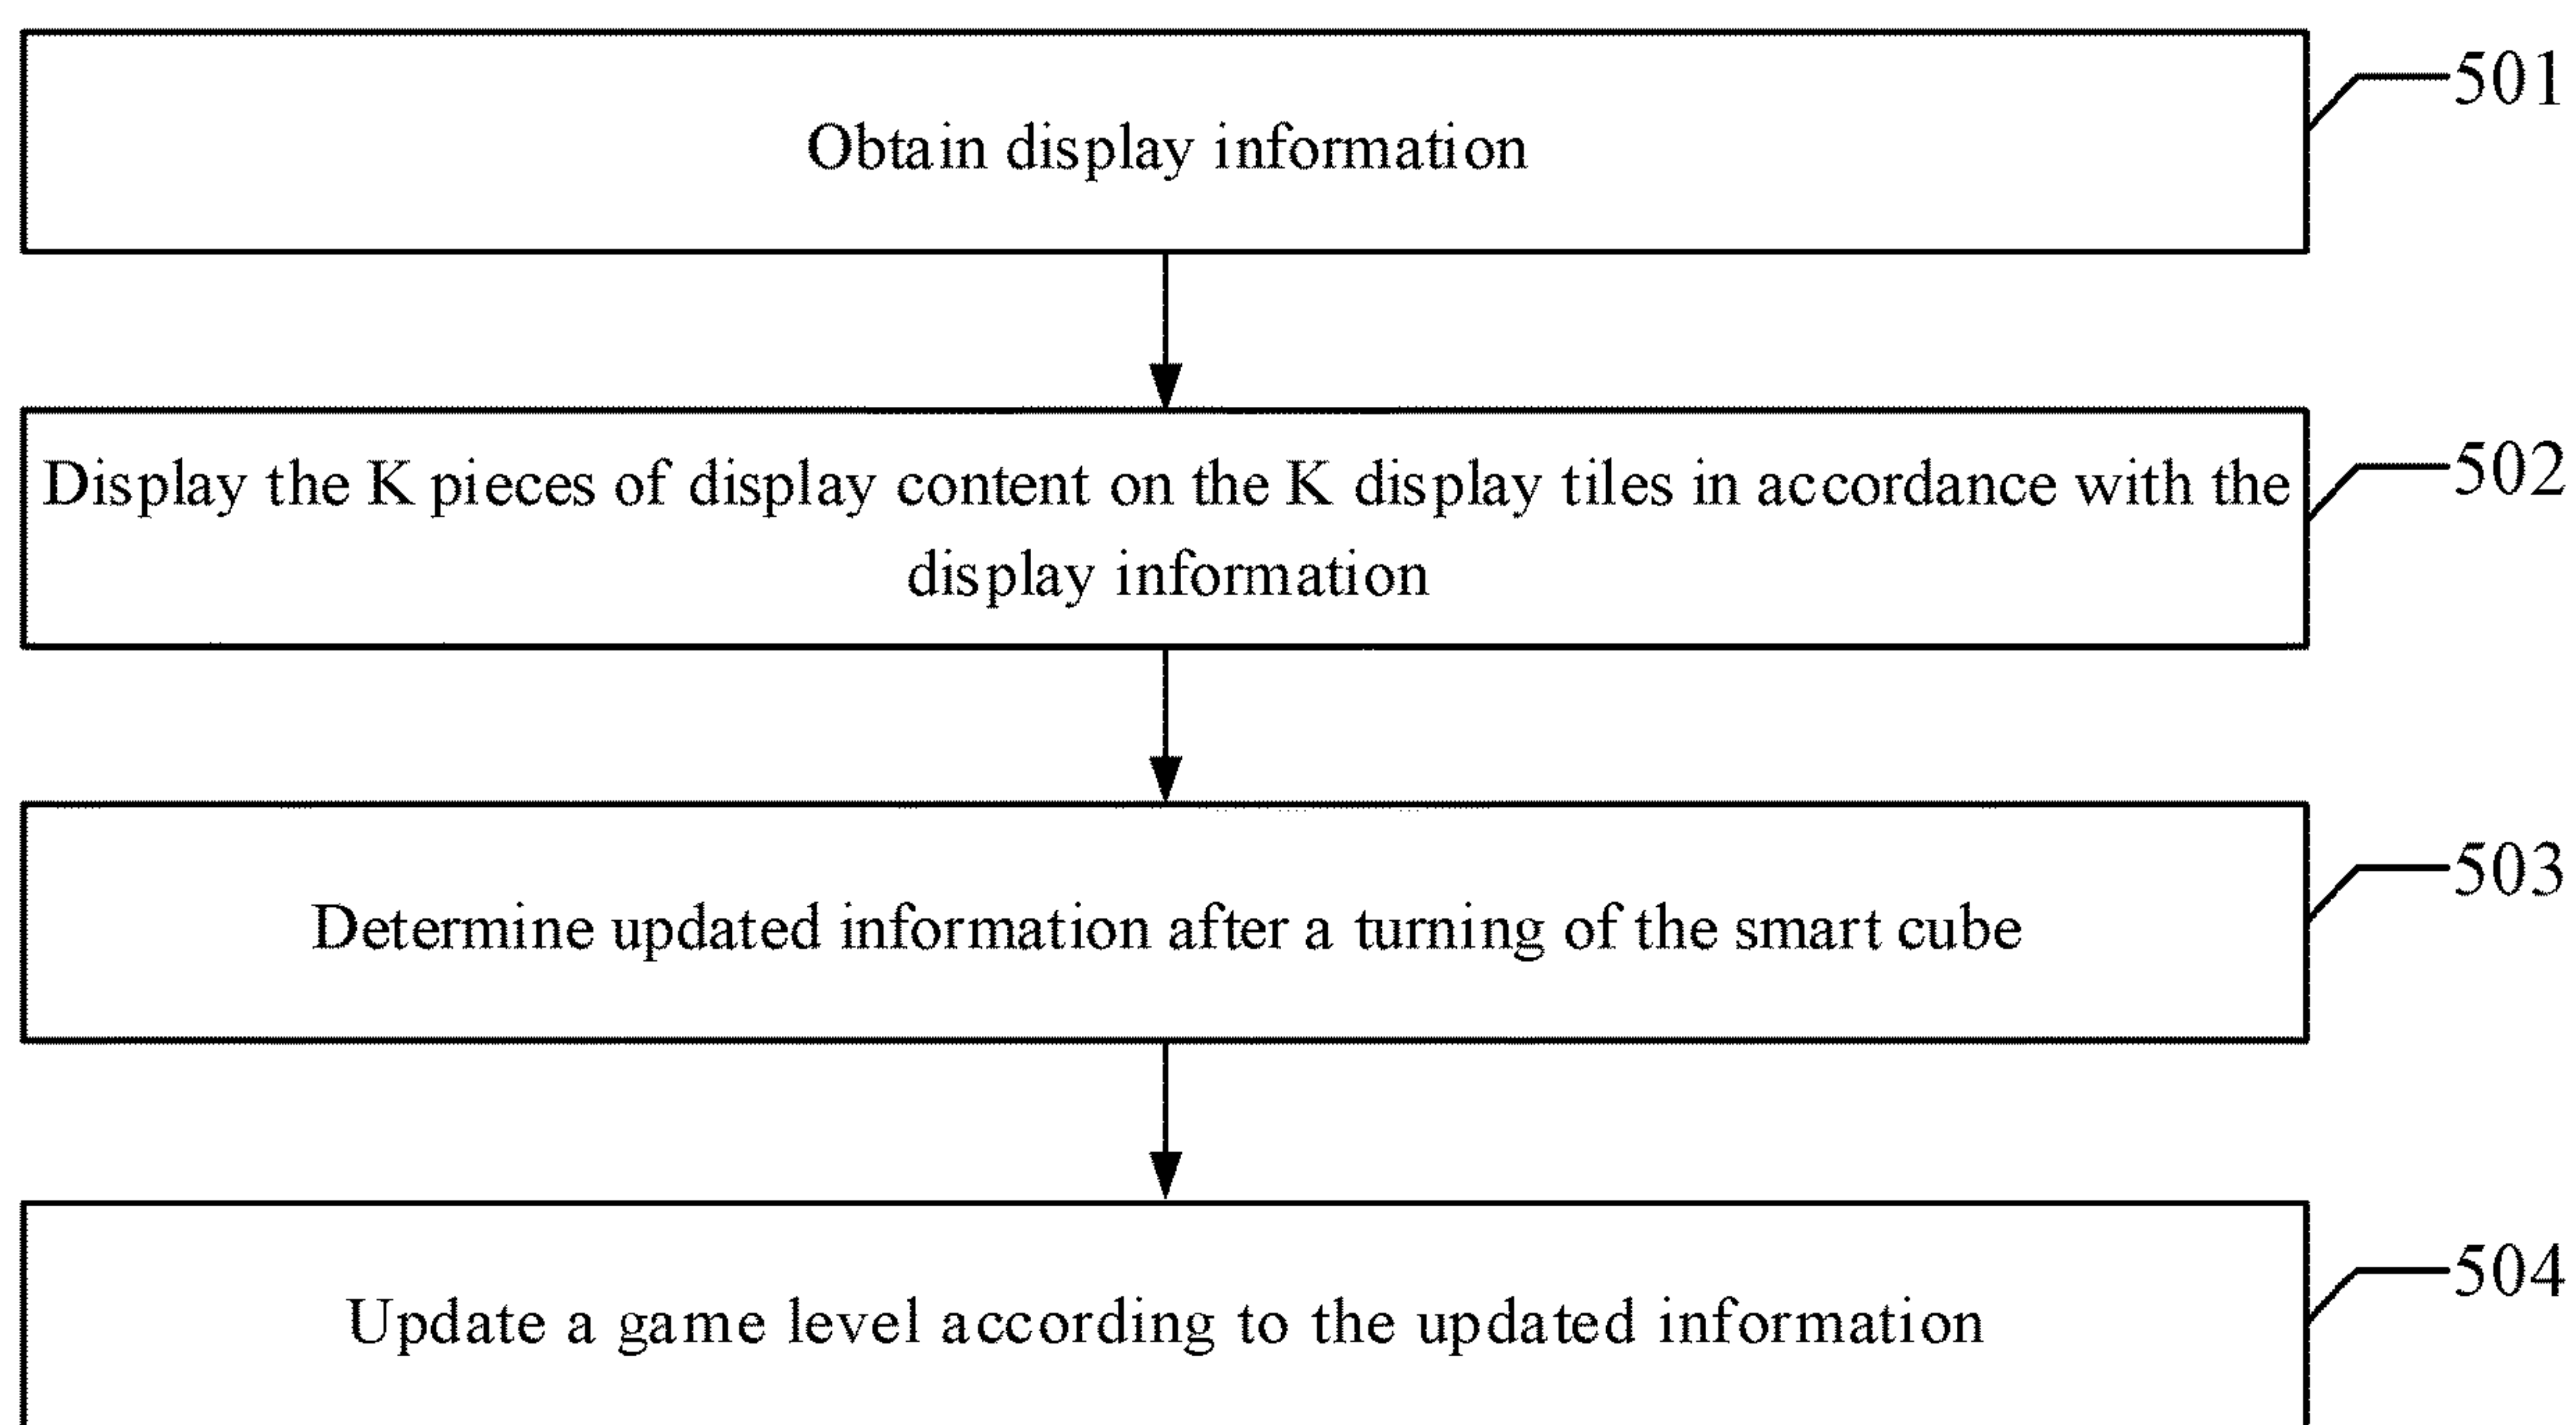 Obtain display information
501
Display the K pieces of display content on the K display tiles in accordance with the
display information
502
Determine updated information after a turning of the smart cube
503
Update a game level according to the updated information
504